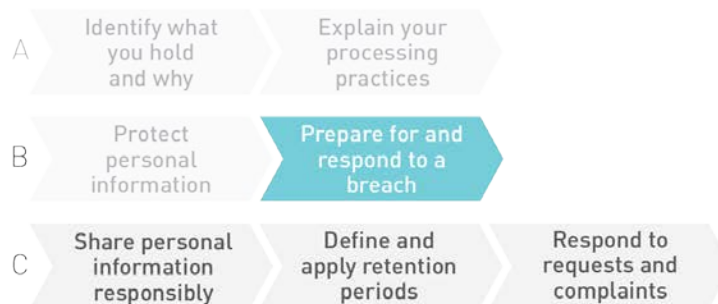 A
Identify what
you hold
and why
Explain your
processing
practices
B
Protect
personal
information
Prepare for and
respond to a
breach
C
Share personal
information
responsibly
Define and
apply retention
periods
Respond to
requests and
complaints